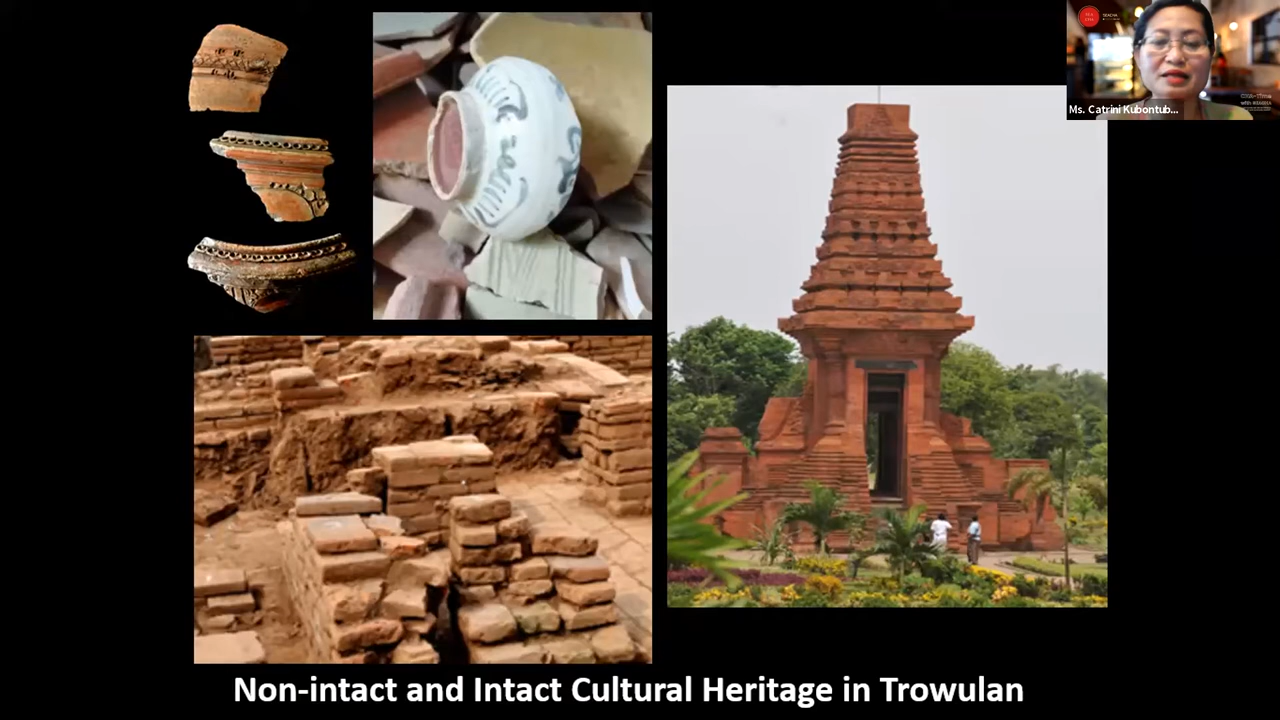 Ms. Catrini Kubontub...
Non-intact and Intact Cultural Heritage in Trowulan